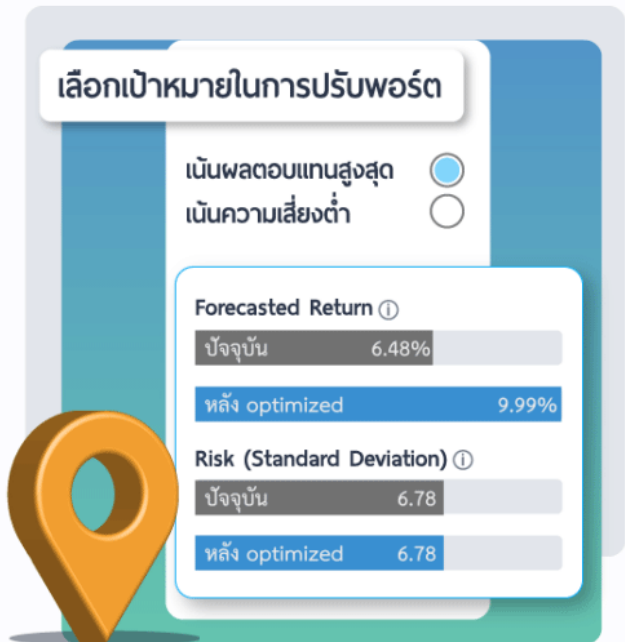 เลือกเป้าหมายในการปรับพอร์ต
เน้นผลตอบแทนสูงสุด
เน้นความเสี่ยงต่ำ
Forecasted Return
ปัจจุบัน 6.48%
หลัง optimized 9.99%
Risk (Standard Deviation)
ปัจจุบัน 6.78
หลัง optimized 6.78